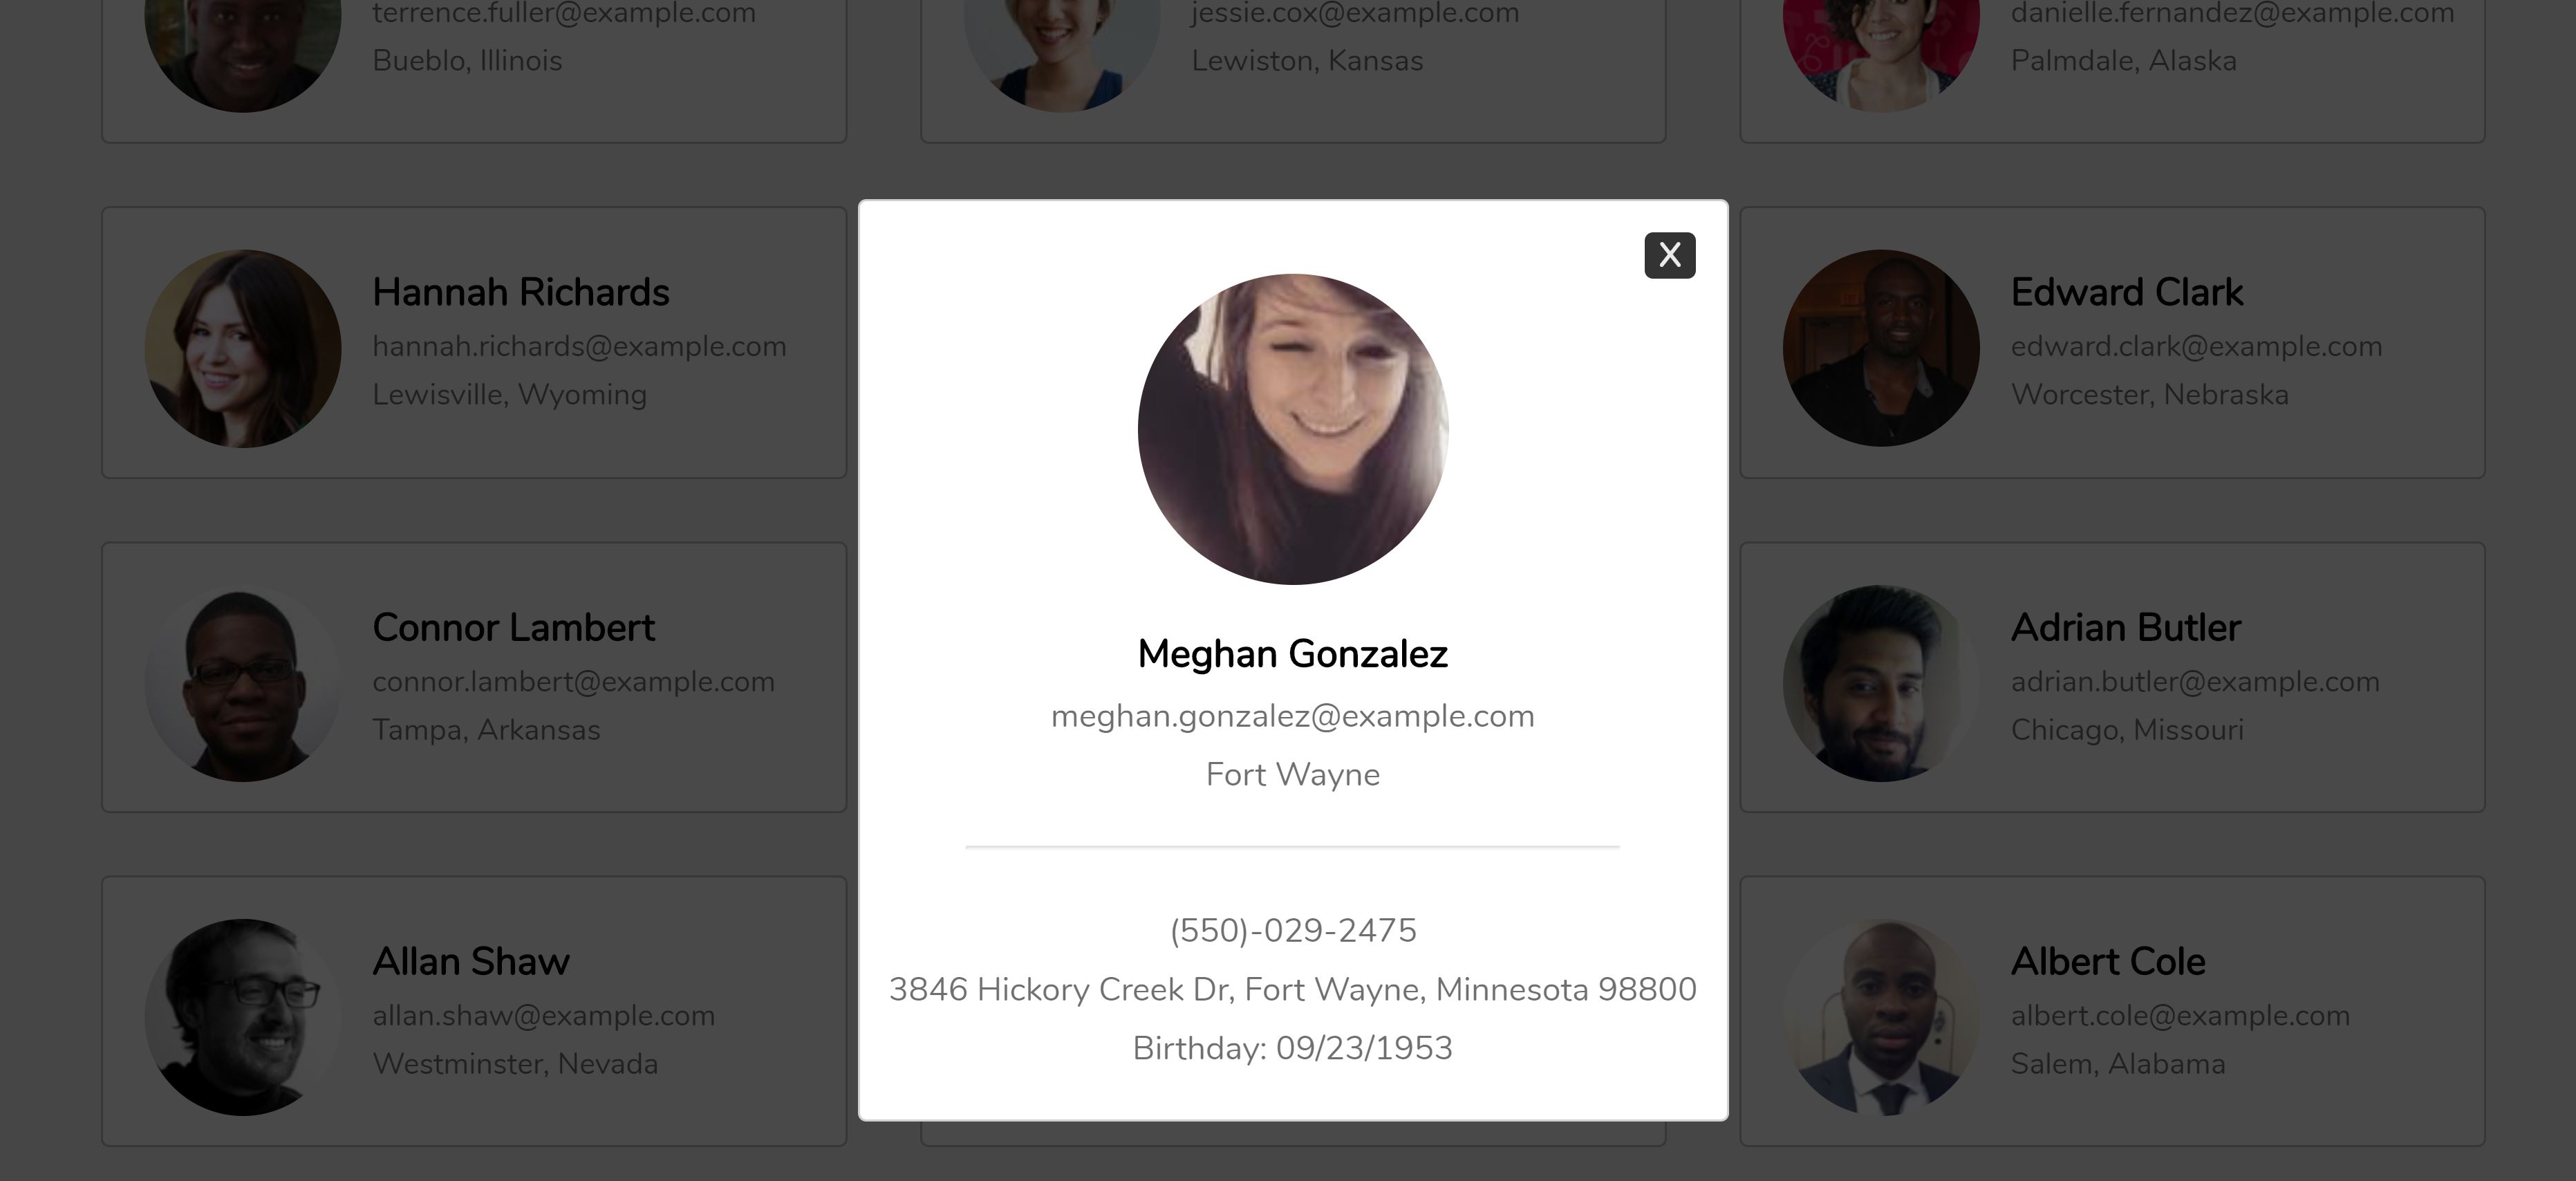 terrence.fuller@example.com
Bueblo, Illinois
jessie.cox@example.com
Lewiston, Kansas
danielle.fernandez@example.com
Palmdale, Alaska
Hannah Richards
hannah.richards@example.com
Lewisville, Wyoming
X
Meghan Gonzalez
meghan.gonzalez@example.com
Fort Wayne
(550)-029-2475
3846 Hickory Creek Dr, Fort Wayne, Minnesota 98800
Birthday: 09/23/1953
Edward Clark
edward.clark@example.com
Worcester, Nebraska
Connor Lambert
connor.lambert@example.com
Tampa, Arkansas
Adrian Butler
adrian.butler@example.com
Chicago, Missouri
Allan Shaw
allan.shaw@example.com
Westminster, Nevada
Albert Cole
albert.cole@example.com
Salem, Alabama